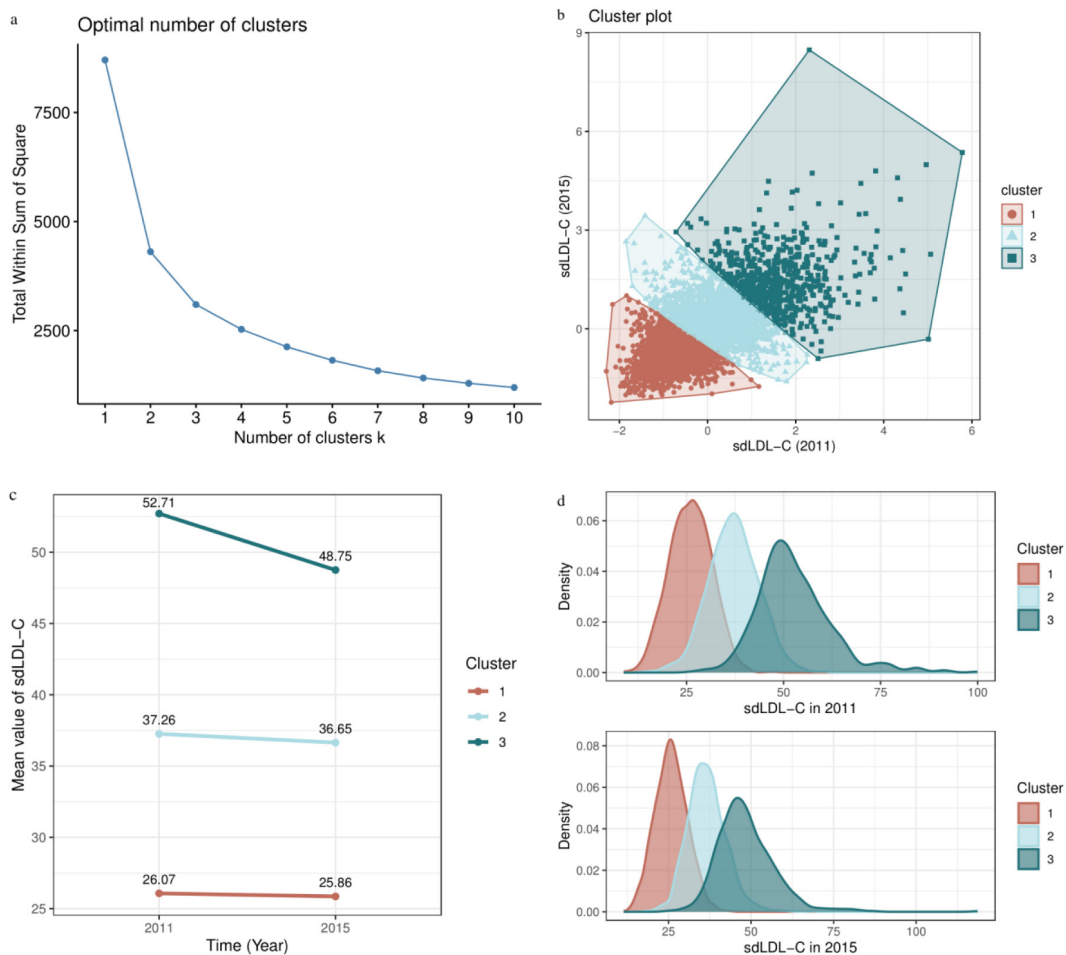 a
Optimal number of clusters
Total Within Sum of Square
7500
5000
2500
1 2 3 4 5 6 7 8 9 10
Number of clusters k
b
Cluster plot
sdLDL−C (2015)
9
6
3
0
−2 0 2 4 6
sdLDL−C (2011)
cluster
1
2
3
c
Mean value of sdLDL−C
50
45
40
35
30
25
52.71
48.75
37.26
36.65
26.07
25.86
2011 2015
Time (Year)
Cluster
1
2
3
d
Density
0.06
0.04
0.02
0.00
25 50 75 100
sdLDL−C in 2011
Cluster
1
2
3
Density
0.08
0.06
0.04
0.02
0.00
25 50 75 100
sdLDL−C in 2015
Cluster
1
2
3